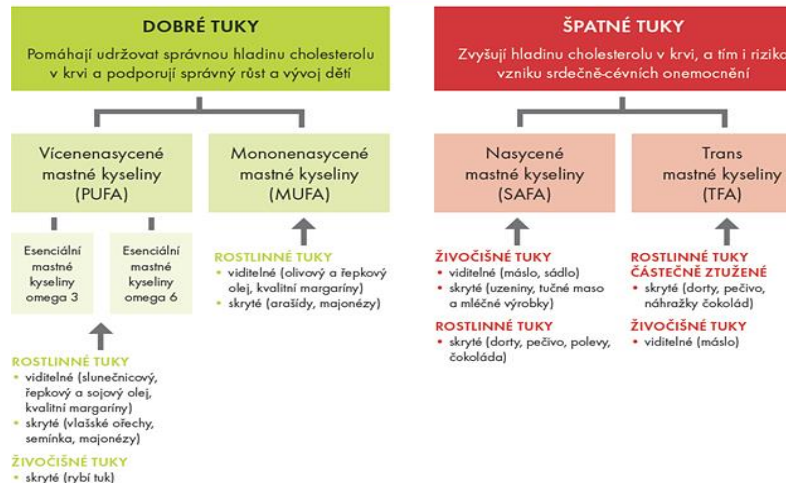 DOBRÉ TUKY
Pomáhají udržovat správnou hladinu cholesterolu
v krvi a podporují správný růst a vývoj dětí
Vícenenasycené
mastné kyseliny
(PUFA)
Mononenasycené
mastné kyseliny
(MUFA)
Esenciální
mastné
kyseliny
omega 3
Esenciální
mastné
kyseliny
omega 6
ROSTLINNÉ TUKY
• viditelné (slunečnicový,
řepkový a sojový olej,
kvalitní margaríny)
• skryté (vlašské ořechy,
semínka, majonézy)
ŽIVOČIŠNÉ TUKY
• skryté (rybí tuk)
ROSTLINNÉ TUKY
• viditelné (olivový a řepkový
olej, kvalitní margaríny)
• skryté (arašídy, majonézy)
ŠPATNÉ TUKY
Zvyšují hladinu cholesterolu v krvi, a tím i riziko
vzniku srdečně-cévních onemocnění
Nasycené
mastné kyseliny
(SAFA)
Trans
mastné kyseliny
(TFA)
ŽIVOČIŠNÉ TUKY
• viditelné (máslo, sádlo)
• skryté (uzeniny, tučné maso
a mléčné výrobky)
ROSTLINNÉ TUKY
• skryté (dorty, pečivo, polevy,
čokoláda)
ROSTLINNÉ TUKY
ČÁSTEČNĚ ZTUŽENÉ
• skryté (dorty, pečivo,
náhražky čokolád)
ŽIVOČIŠNÉ TUKY
• viditelné (máslo)